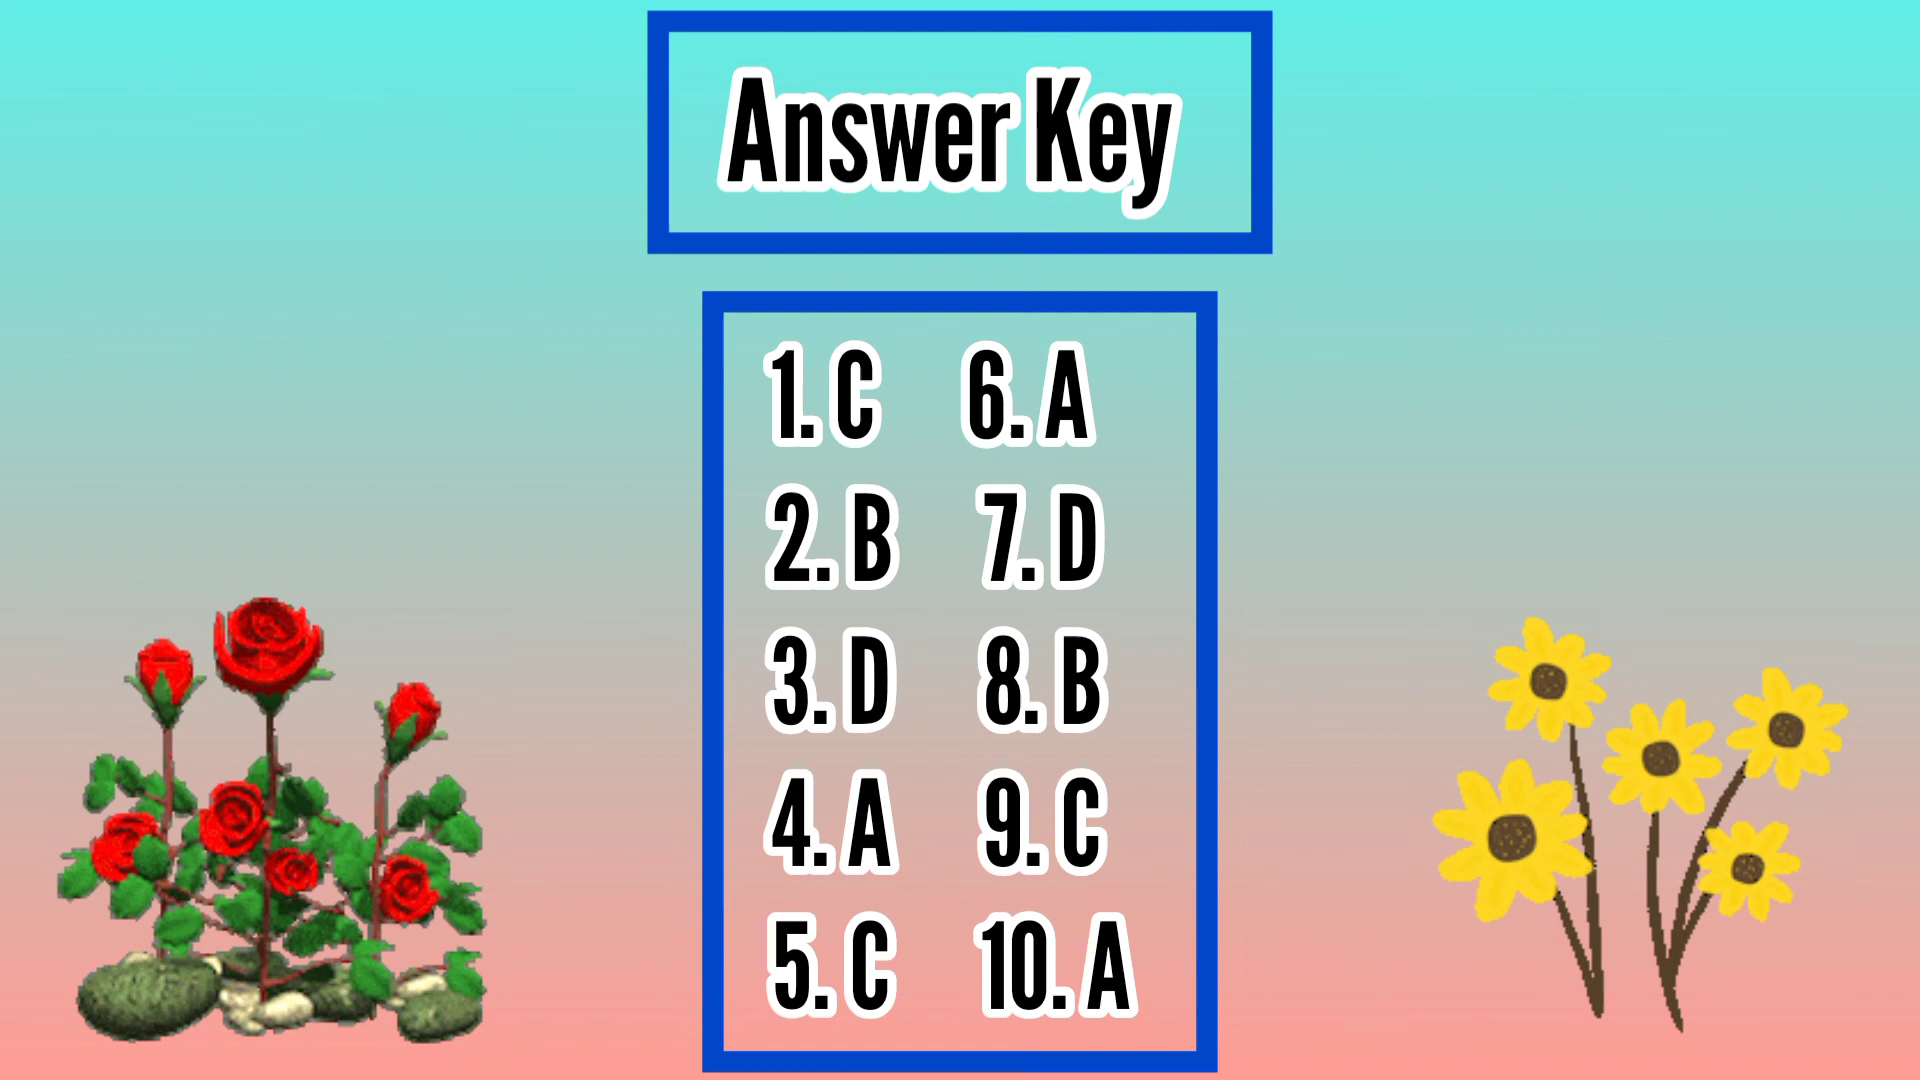 Answer Key
1. C 6. A
2. B 7. D
3. D 8. B
4. A 9. C
5. C 10. A